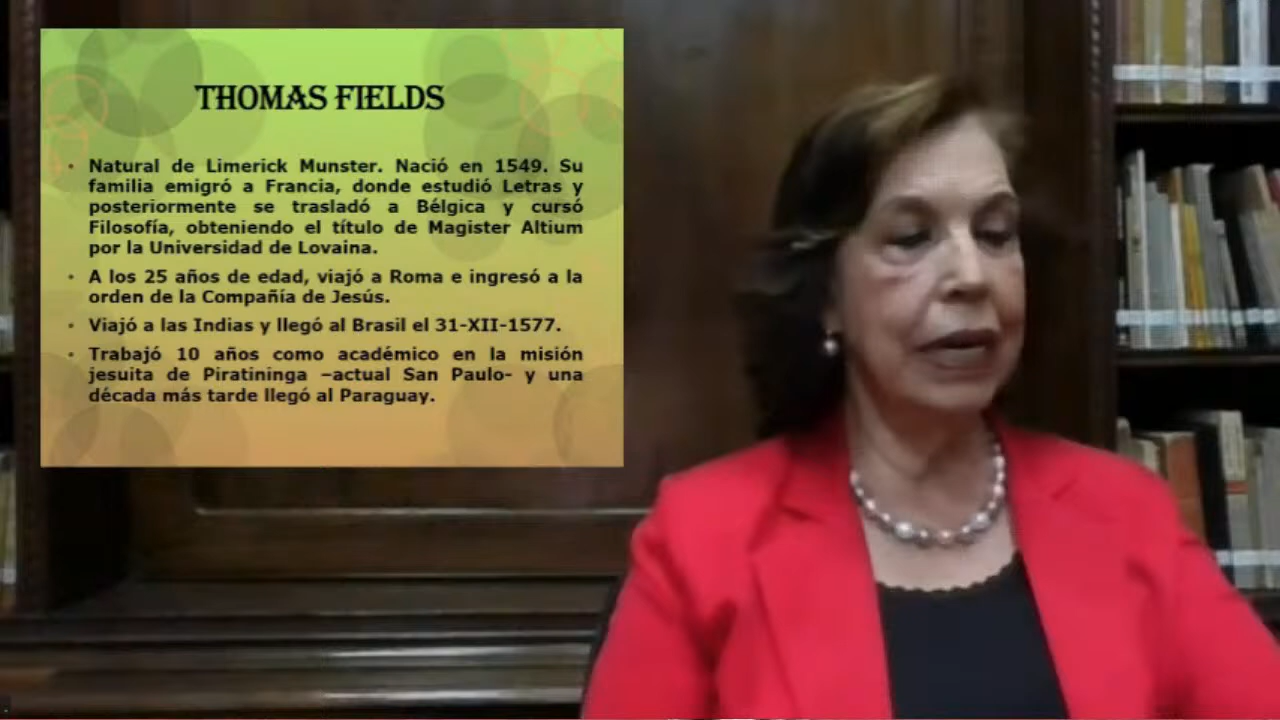 THOMAS FIELDS
• Natural de Limerick Munster. Nació en 1549. Su
familia emigró a Francia, donde estudió Letras y
posteriormente se trasladó a Bélgica y cursó
Filosofía, obteniendo el título de Magister Altium
por la Universidad de Lovaina.
• A los 25 años de edad, viajó a Roma e ingresó a la
orden de la Compañía de Jesús.
• Viajó a las Indias y llegó al Brasil el 31-XII-1577.
• Trabajó 10 años como académico en la misión
jesuita de Piratininga –actual San Paulo- y una
década más tarde llegó al Paraguay.